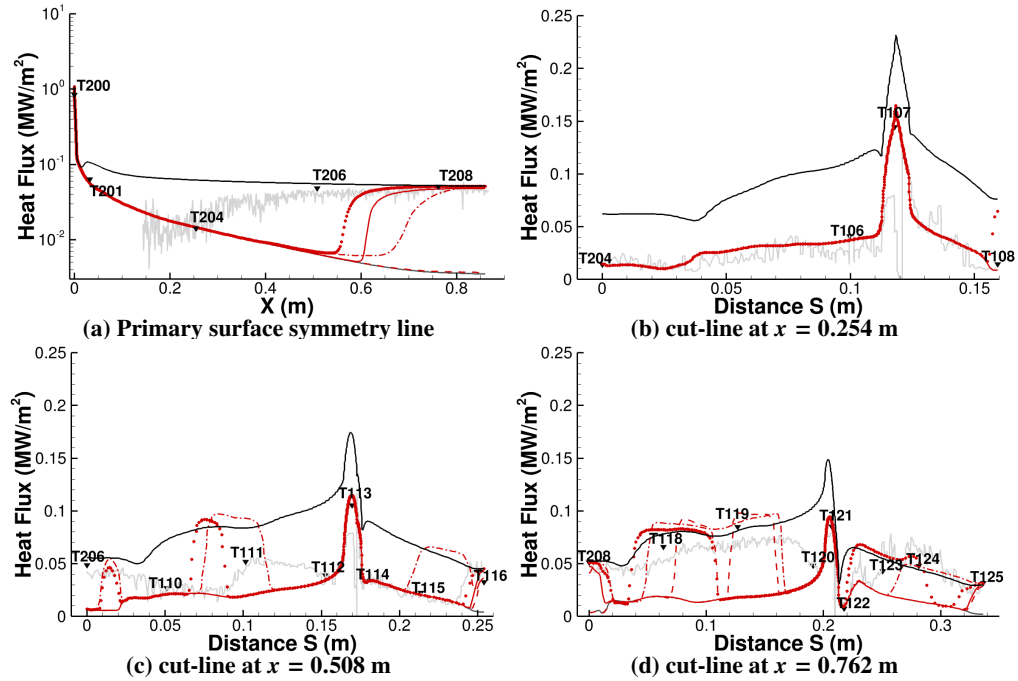 Heat Flux (MW/m²)
10⁰
10⁻¹
10⁻²
T200
T201
T204
T206
T208
0
0.2
0.4
0.6
0.8
X (m)
(a) Primary surface symmetry line
Heat Flux (MW/m²)
0.25
0.2
0.15
0.1
0.05
0
T204
T106
T107
T108
0
0.05
0.1
0.15
Distance S (m)
(b) cut-line at x = 0.254 m
Heat Flux (MW/m²)
0.25
0.2
0.15
0.1
0.05
0
T206
T110
T111
T112
T113
T114
T115
T116
0
0.05
0.1
0.15
0.2
0.25
Distance S (m)
(c) cut-line at x = 0.508 m
Heat Flux (MW/m²)
0.25
0.2
0.15
0.1
0.05
0
T208
T118
T119
T120
T121
T122
T123
T124
T125
0
0.1
0.2
0.3
Distance S (m)
(d) cut-line at x = 0.762 m